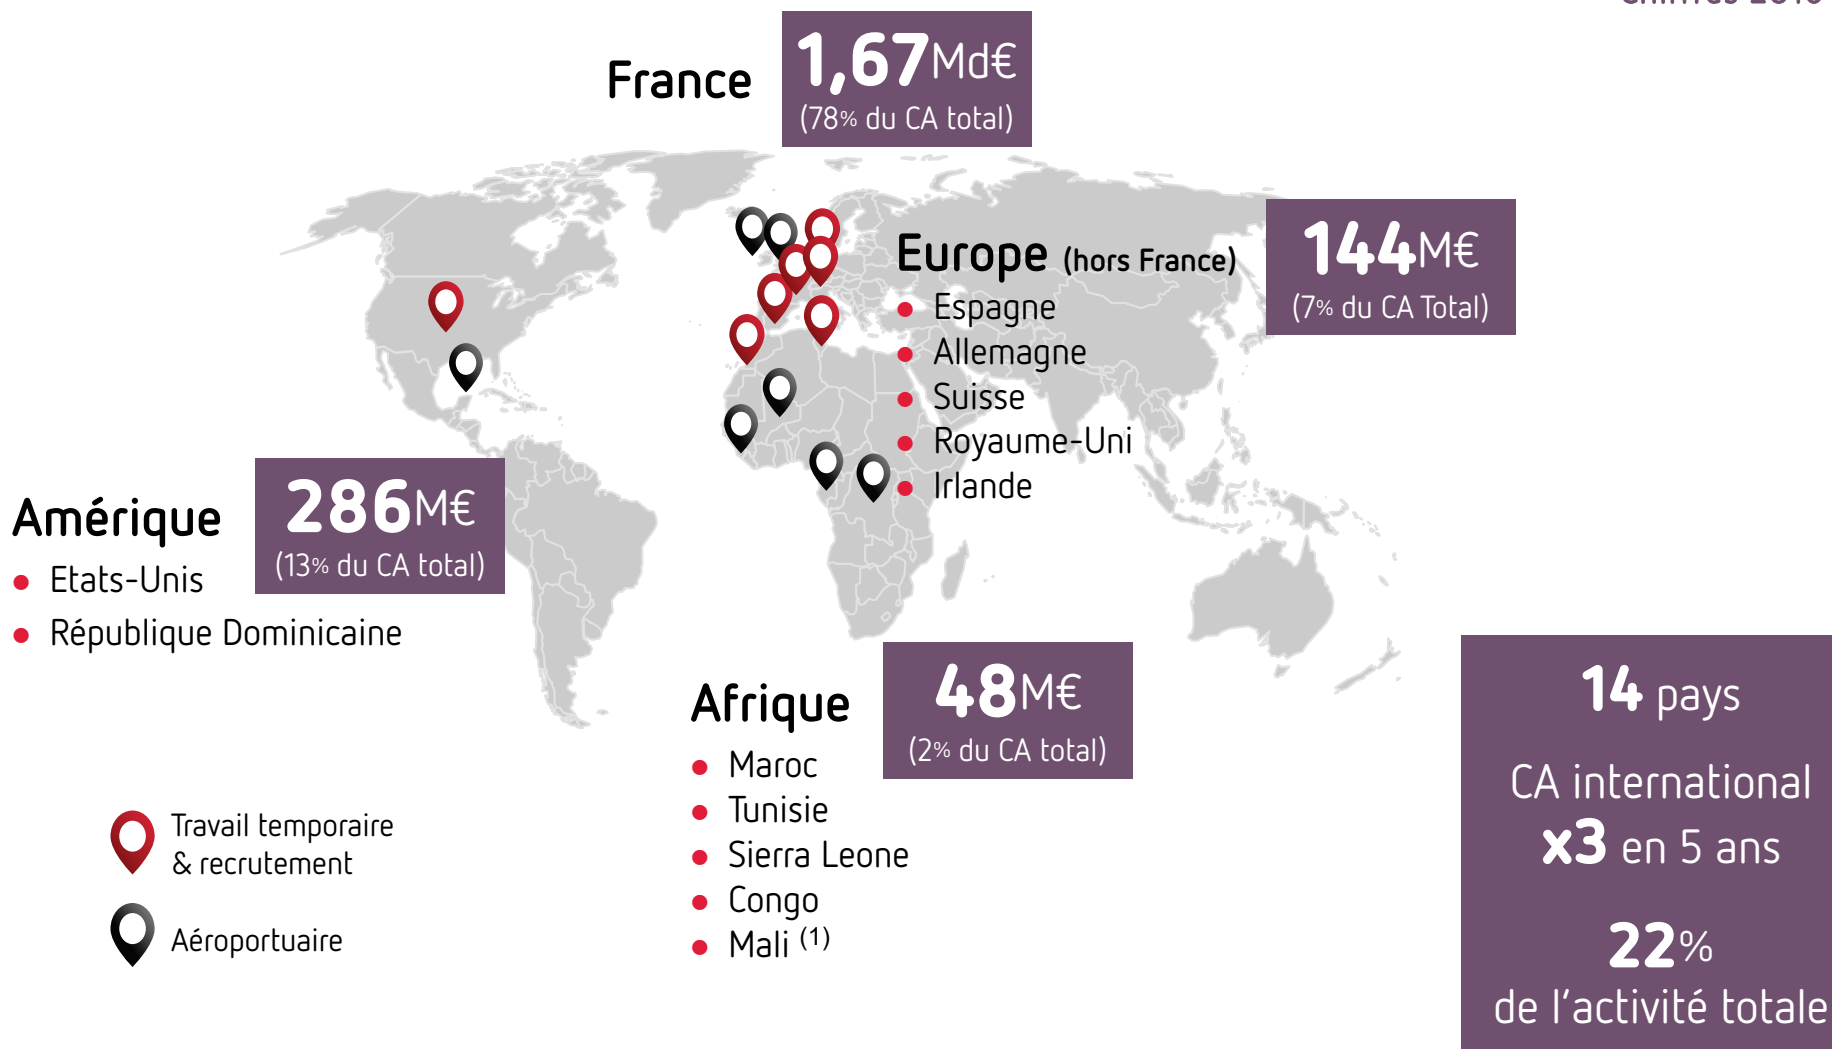 France
1,67Md€
(78% du CA total)
Europe (hors France)
144M€
(7% du CA Total)
Espagne
Allemagne
Suisse
Royaume-Uni
Irlande
Amérique
286M€
(13% du CA total)
Etats-Unis
République Dominicaine
Afrique
48M€
(2% du CA total)
Maroc
Tunisie
Sierra Leone
Congo
Mali (1)
Travail temporaire
& recrutement
Aéroportuaire
14 pays
CA international
x3 en 5 ans
22%
de l'activité totale